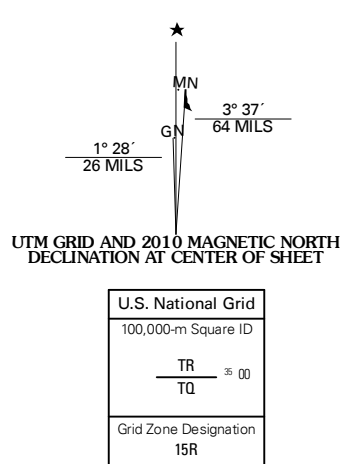 ★
MN
3° 37´
64 MILS
GN
1° 28´
26 MILS
UTM GRID AND 2010 MAGNETIC NORTH
DECLINATION AT CENTER OF SHEET
U.S. National Grid
100,000-m Square ID
TR
35 00
TQ
Grid Zone Designation
15R